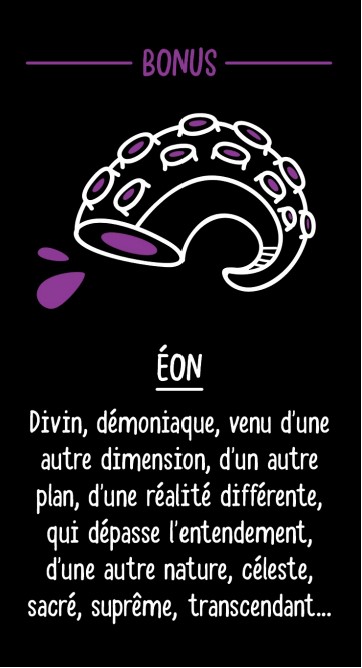 BONUS
ÉON
Divin, démoniaque, venu d'une
autre dimension, d'un autre
plan, d'une réalité différente,
qui dépasse l'entendement,
d'une autre nature, céleste,
sacré, suprême, transcendant...